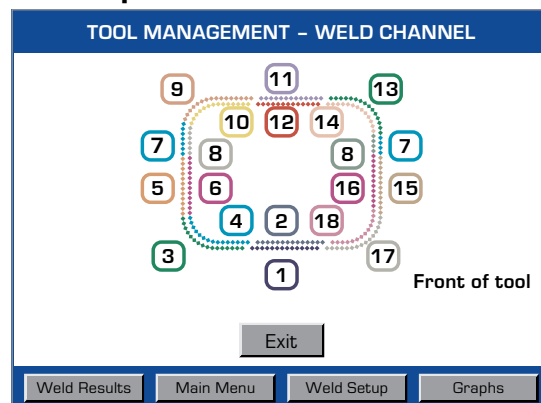 TOOL MANAGEMENT – WELD CHANNEL
11
9
13
10
12
14
7
8
8
7
5
6
16
15
4
2
18
3
1
17
Front of tool
Exit
Weld Results
Main Menu
Weld Setup
Graphs